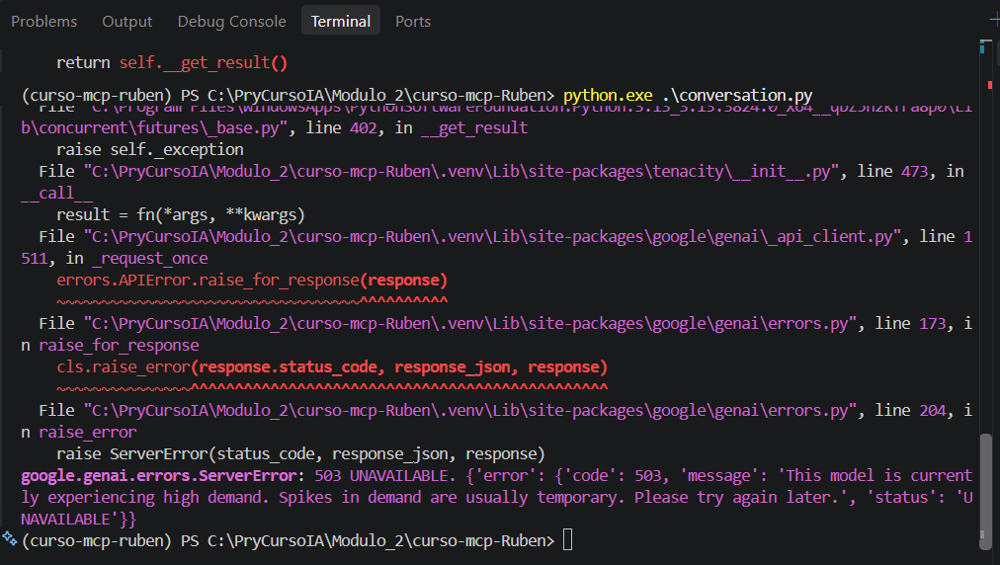 Problems Output Debug Console Terminal Ports
return self.__get_result()
(curso-mcp-ruben) PS C:\PryCursoIA\Modulo_2\curso-mcp-Ruben> python.exe .\conversation.py
File "C:\Program Files\WindowsApps\PythonSoftwareFoundation.Python.3.13_3.13.3824.0_x64__qbz5n2kfra8p0\Li
b\concurrent\futures\_base.py", line 402, in __get_result
raise self._exception
File "C:\PryCursoIA\Modulo_2\curso-mcp-Ruben\.venv\Lib\site-packages\tenacity\__init__.py", line 473, in
__call__
result = fn(*args, **kwargs)
File "C:\PryCursoIA\Modulo_2\curso-mcp-Ruben\.venv\Lib\site-packages\google\genai\_api_client.py", line 1
511, in _request_once
errors.APIError.raise_for_response(response)
~~~~~~~~~~~~~~~~~~~~~~~~~~~~~~~~~~^^^^^^^^^^
File "C:\PryCursoIA\Modulo_2\curso-mcp-Ruben\.venv\Lib\site-packages\google\genai\errors.py", line 173, i
n raise_for_response
cls.raise_error(response.status_code, response_json, response)
~~~~~~~~~~~~~~~^^^^^^^^^^^^^^^^^^^^^^^^^^^^^^^^^^^^^^^^^^^^^^^^
File "C:\PryCursoIA\Modulo_2\curso-mcp-Ruben\.venv\Lib\site-packages\google\genai\errors.py", line 204, i
n raise_error
raise ServerError(status_code, response_json, response)
google.genai.errors.ServerError: 503 UNAVAILABLE. {'error': {'code': 503, 'message': 'This model is current
ly experiencing high demand. Spikes in demand are usually temporary. Please try again later.', 'status': 'U
NAVAILABLE'}}
(curso-mcp-ruben) PS C:\PryCursoIA\Modulo_2\curso-mcp-Ruben>